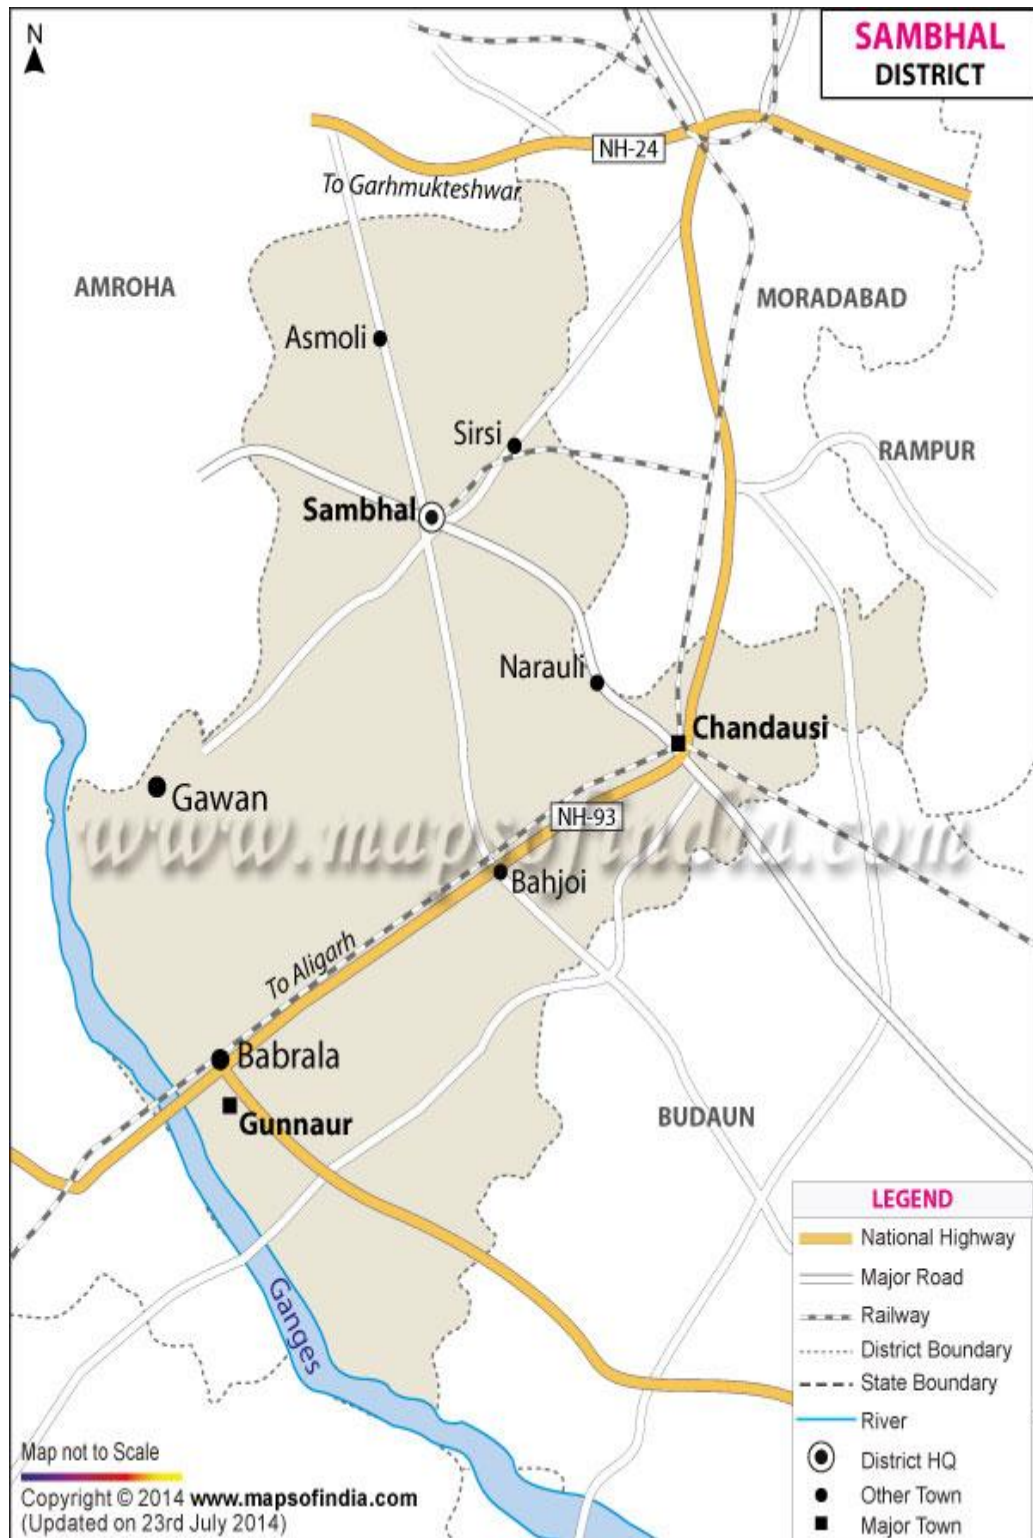 N
SAMBHAL
DISTRICT
NH-24
To Garhmukteshwar
AMROHA
MORADABAD
Asmoli
Sirsi
RAMPUR
Sambhal
Narauli
Chandausi
Gawan
NH-93
www.mapsofindia.com
Bahjoi
To Aligarh
Babrala
Gunnaur
BUDAUN
Ganges
LEGEND
National Highway
Major Road
Railway
District Boundary
State Boundary
River
District HQ
Other Town
Major Town
Map not to Scale
Copyright © 2014 www.mapsofindia.com
(Updated on 23rd July 2014)